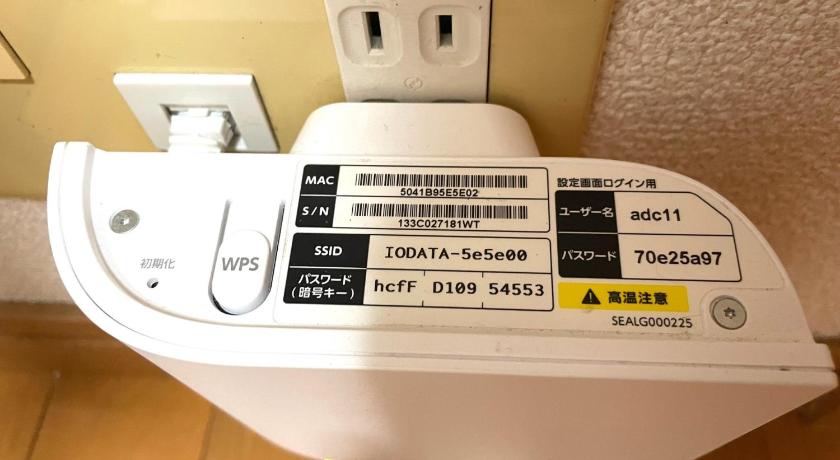 MAC
5041B95E5E02
S/N
133C027181WT
SSID
IODATA-5e5e00
パスワード
(暗号キー)
hcfF D109 54553
設定画面ログイン用
ユーザー名
adc11
パスワード
70e25a97
高温注意
SEALG000225
初期化
WPS